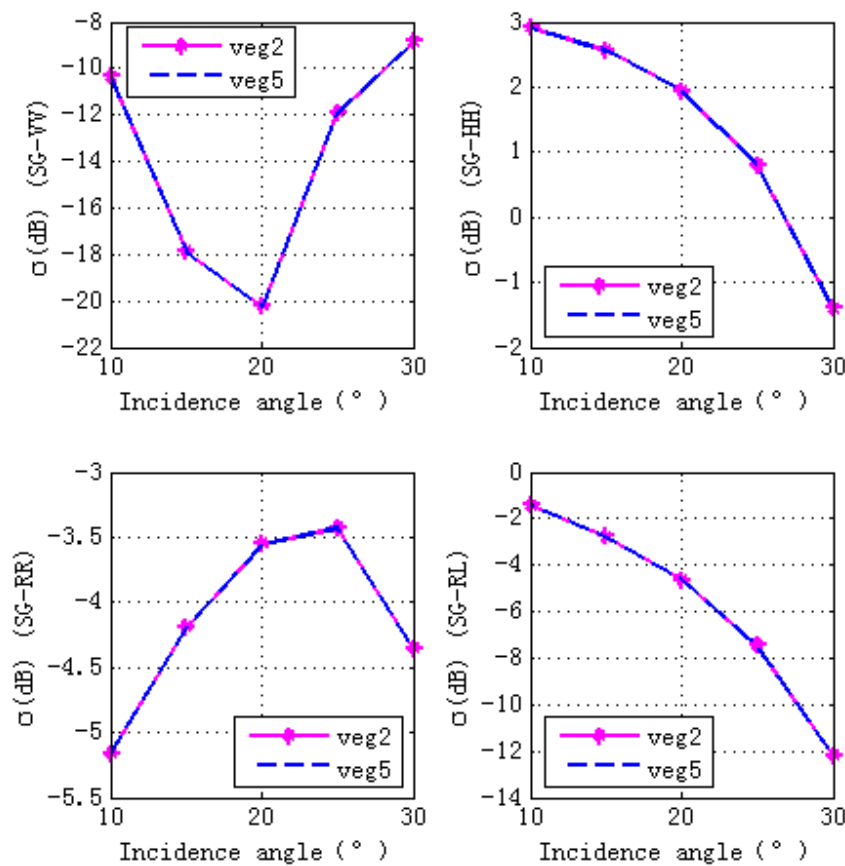 -8
-10
-12
-14
-16
-18
-20
-22
σ(dB) (SG-VV)
veg2
veg5
10
20
30
Incidence angle(° )
3
2
1
0
-1
-2
σ(dB) (SG-HH)
veg2
veg5
10
20
30
Incidence angle(° )
-3
-3.5
-4
-4.5
-5
-5.5
σ(dB) (SG-RR)
veg2
veg5
10
20
30
Incidence angle(° )
0
-2
-4
-6
-8
-10
-12
-14
σ(dB) (SG-RL)
veg2
veg5
10
20
30
Incidence angle(° )